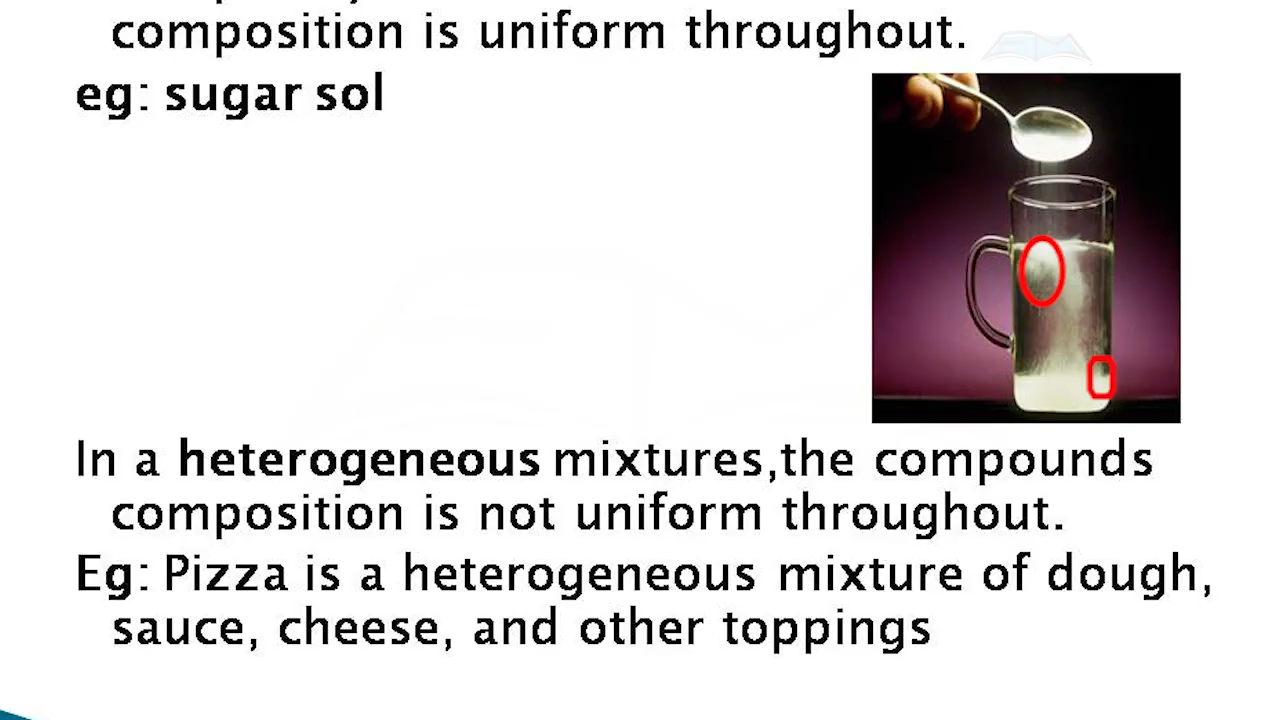 composition is uniform throughout.
eg: sugar sol
In a heterogeneous mixtures,the compounds
composition is not uniform throughout.
Eg: Pizza is a heterogeneous mixture of dough,
sauce, cheese, and other toppings